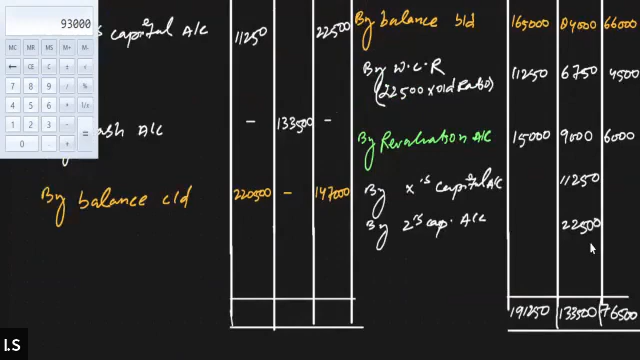 93000
MC MR MS M+ M-
← CE C ± √
7 8 9 / %
4 5 6 * 1/x
1 2 3 - =
0 . +
's capital A/C 11250 22500
ash A/C - 133500 -
By balance c/d 220500 - 147000
By balance b/d 165000 84000 66000
By W.C.R 11250 6750 4500
(22500 x Old Ratio)
By Revaluation A/C 15000 9000 6000
By X's Capital A/C 11250
By Z's cap. A/C 22500
191250 133500 76500
I.S